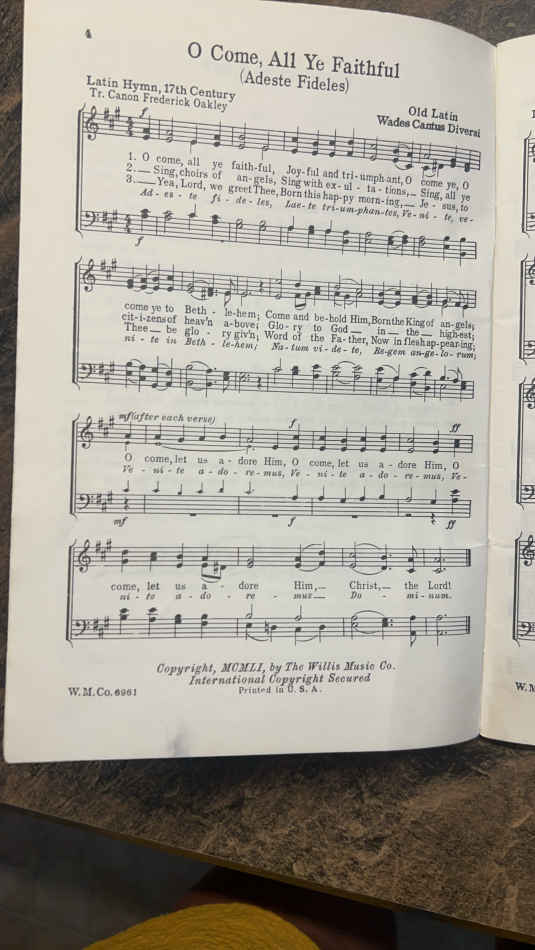 4
O Come, All Ye Faithful
(Adeste Fideles)
Latin Hymn, 17th Century
Tr. Canon Frederick Oakley
Old Latin
Wades Cantus Diversi
f
1. O come, all ye faith-ful, Joy-ful and tri-umph-ant, O come ye, O
2.— Sing, choirs of an-gels, Sing with ex-ul-ta-tions,— Sing, all ye
3.— Yea, Lord, we greet Thee, Born this hap-py morn-ing,— Je-sus, to
Ad-es-te fi-de-les, Lae-te tri-um-phan-tes, Ve-ni-te, ve-
f
come ye to Beth-le-hem; Come and be-hold Him, Born the King of an-gels;
cit-i-zens of heav'n a-bove; Glo-ry to God— in— the— high-est;
Thee— be glo-ry giv'n; Word of the Fa-ther, Now in flesh ap-pear-ing;
ni-te in Beth-le-hem; Na-tum vi-de-te, Re-gem an-ge-lo-rum;
mf(after each verse) f ff
O come, let us a-dore Him, O come, let us a-dore Him, O
Ve-ni-te a-do-re-mus, Ve-ni-te a-do-re-mus, Ve-
mf f ff
come, let us a-dore Him,— Christ,— the Lord!
ni-te a-do-re-mus— Do-mi-num.
Copyright, MCMLI, by The Willis Music Co.
International Copyright Secured
W.M.Co. 6961 Printed in U. S. A.